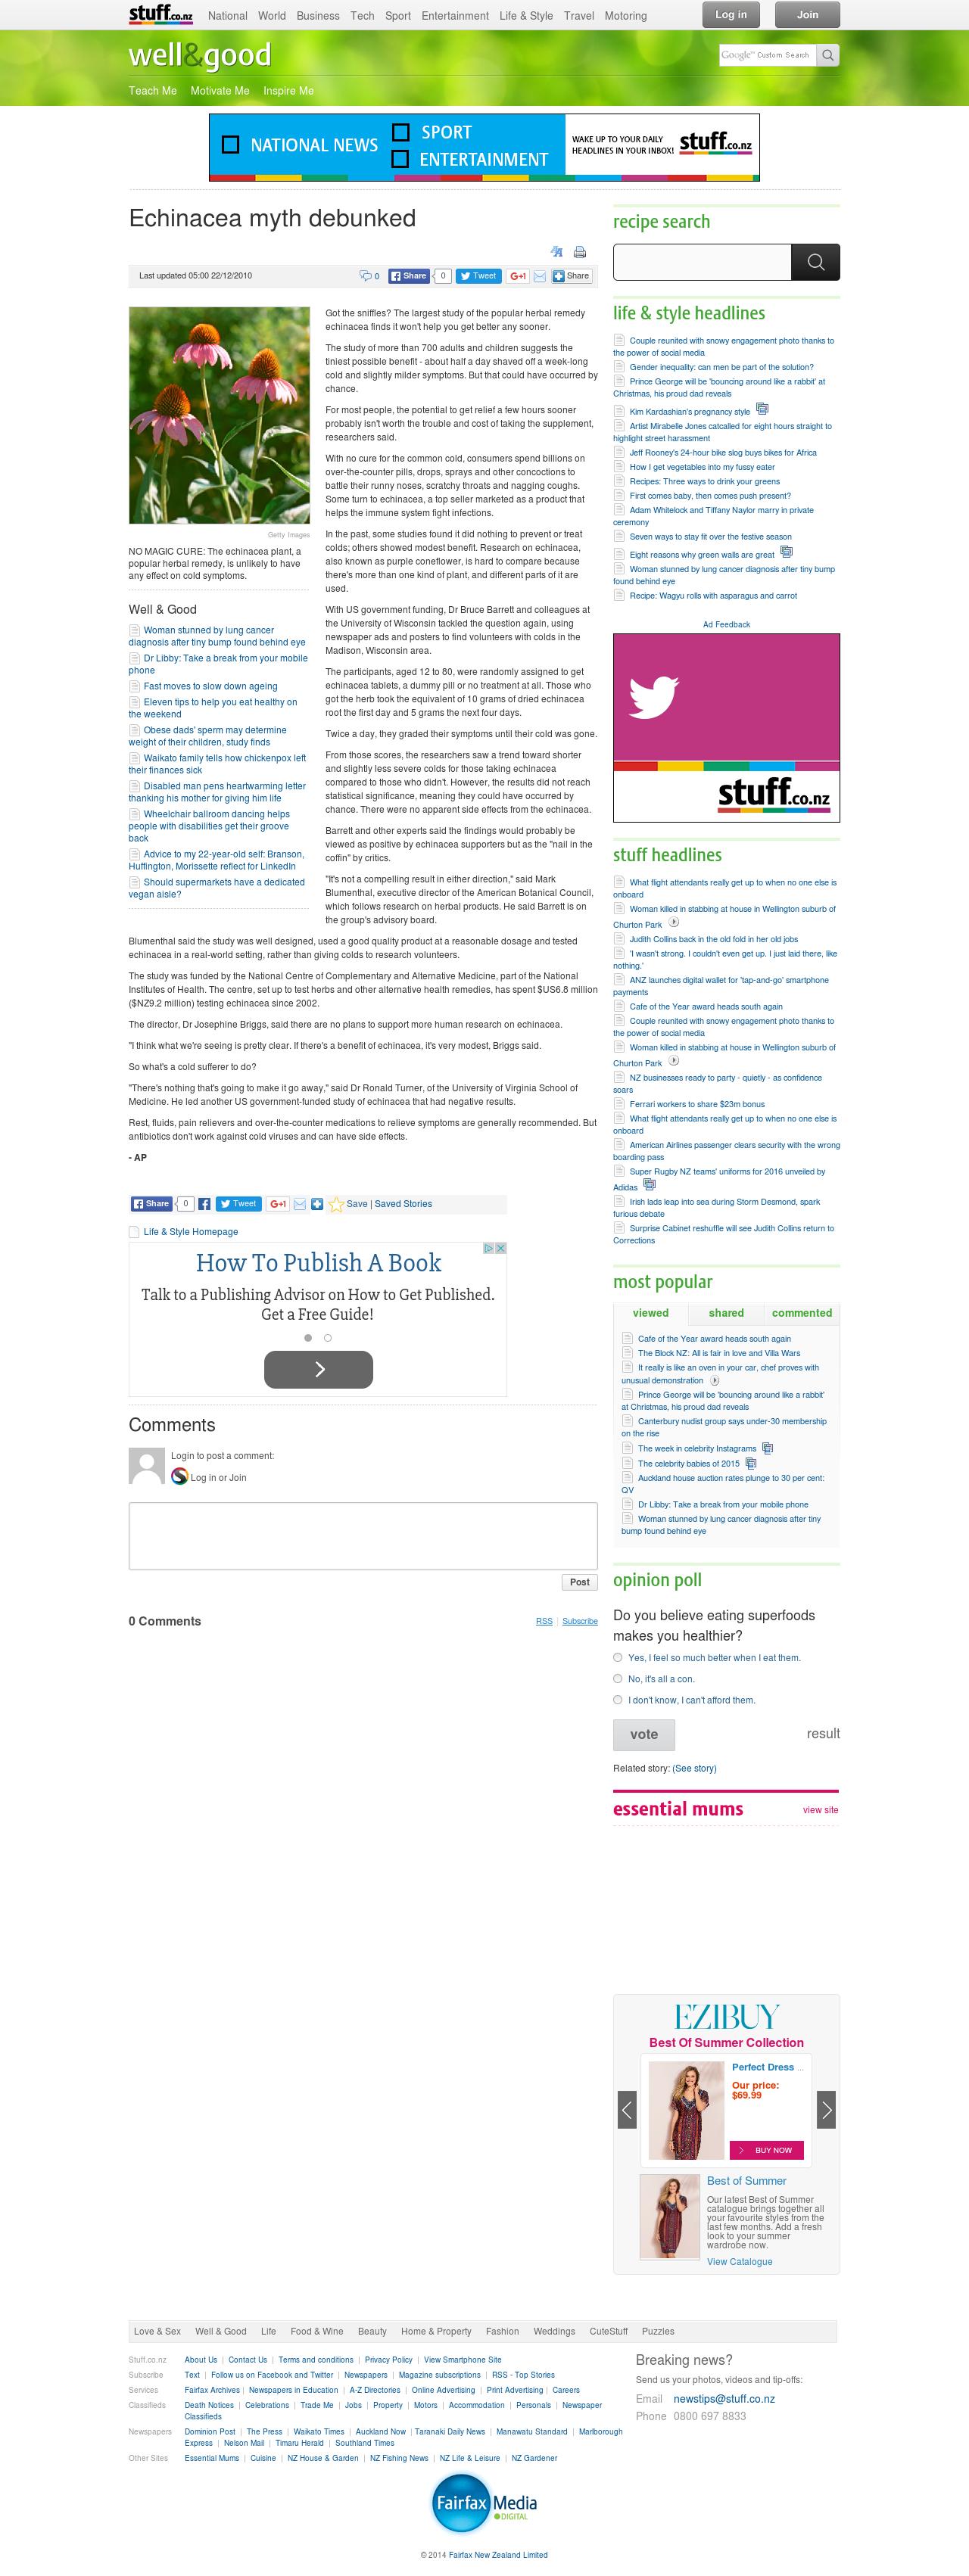 stuff.co.nz National World Business Tech Sport Entertainment Life & Style Travel Motoring Log in Join
well&good
Google™ Custom Search
Teach Me Motivate Me Inspire Me
NATIONAL NEWS
SPORT
ENTERTAINMENT
WAKE UP TO YOUR DAILY
HEADLINES IN YOUR INBOX!
stuff.co.nz
Echinacea myth debunked
Last updated 05:00 22/12/2010
0 Share 0 Tweet G+1 Share
Getty Images
NO MAGIC CURE: The echinacea plant, a
popular herbal remedy, is unlikely to have
any effect on cold symptoms.
Well & Good
Woman stunned by lung cancer
diagnosis after tiny bump found behind eye
Dr Libby: Take a break from your mobile
phone
Fast moves to slow down ageing
Eleven tips to help you eat healthy on
the weekend
Obese dads' sperm may determine
weight of their children, study finds
Waikato family tells how chickenpox left
their finances sick
Disabled man pens heartwarming letter
thanking his mother for giving him life
Wheelchair ballroom dancing helps
people with disabilities get their groove
back
Advice to my 22-year-old self: Branson,
Huffington, Morissette reflect for LinkedIn
Should supermarkets have a dedicated
vegan aisle?
Got the sniffles? The largest study of the popular herbal remedy
echinacea finds it won't help you get better any sooner.
The study of more than 700 adults and children suggests the
tiniest possible benefit - about half a day shaved off a week-long
cold and slightly milder symptoms. But that could have occurred by
chance.
For most people, the potential to get relief a few hours sooner
probably isn't worth the trouble and cost of taking the supplement,
researchers said.
With no cure for the common cold, consumers spend billions on
over-the-counter pills, drops, sprays and other concoctions to
battle their runny noses, scratchy throats and nagging coughs.
Some turn to echinacea, a top seller marketed as a product that
helps the immune system fight infections.
In the past, some studies found it did nothing to prevent or treat
colds; others showed modest benefit. Research on echinacea,
also known as purple coneflower, is hard to compare because
there's more than one kind of plant, and different parts of it are
used.
With US government funding, Dr Bruce Barrett and colleagues at
the University of Wisconsin tackled the question again, using
newspaper ads and posters to find volunteers with colds in the
Madison, Wisconsin area.
The participants, aged 12 to 80, were randomly assigned to get
echinacea tablets, a dummy pill or no treatment at all. Those who
got the herb took the equivalent of 10 grams of dried echinacea
root the first day and 5 grams the next four days.
Twice a day, they graded their symptoms until their cold was gone.
From those scores, the researchers saw a trend toward shorter
and slightly less severe colds for those taking echinacea
compared to those who didn't. However, the results did not reach
statistical significance, meaning they could have occurred by
chance. There were no apparent side effects from the echinacea.
Barrett and other experts said the findings would probably be
viewed as positive by echinacea supporters but as the "nail in the
coffin" by critics.
"It's not a compelling result in either direction," said Mark
Blumenthal, executive director of the American Botanical Council,
which follows research on herbal products. He said Barrett is on
the group's advisory board.
Blumenthal said the study was well designed, used a good quality product at a reasonable dosage and tested
echinacea in a real-world setting, rather than giving colds to research volunteers.
The study was funded by the National Centre of Complementary and Alternative Medicine, part of the National
Institutes of Health. The centre, set up to test herbs and other alternative health remedies, has spent $US6.8 million
($NZ9.2 million) testing echinacea since 2002.
The director, Dr Josephine Briggs, said there are no plans to support more human research on echinacea.
"I think what we're seeing is pretty clear. If there's a benefit of echinacea, it's very modest, Briggs said.
So what's a cold sufferer to do?
"There's nothing that's going to make it go away," said Dr Ronald Turner, of the University of Virginia School of
Medicine. He led another US government-funded study of echinacea that had negative results.
Rest, fluids, pain relievers and over-the-counter medications to relieve symptoms are generally recommended. But
antibiotics don't work against cold viruses and can have side effects.
- AP
Share 0 Tweet G+1 Save | Saved Stories
Life & Style Homepage
How To Publish A Book
Talk to a Publishing Advisor on How to Get Published.
Get a Free Guide!
Comments
Login to post a comment:
Log in or Join
Post
0 Comments
RSS | Subscribe
recipe search
life & style headlines
Couple reunited with snowy engagement photo thanks to
the power of social media
Gender inequality: can men be part of the solution?
Prince George will be 'bouncing around like a rabbit' at
Christmas, his proud dad reveals
Kim Kardashian's pregnancy style
Artist Mirabelle Jones catcalled for eight hours straight to
highlight street harassment
Jeff Rooney's 24-hour bike slog buys bikes for Africa
How I get vegetables into my fussy eater
Recipes: Three ways to drink your greens
First comes baby, then comes push present?
Adam Whitelock and Tiffany Naylor marry in private
ceremony
Seven ways to stay fit over the festive season
Eight reasons why green walls are great
Woman stunned by lung cancer diagnosis after tiny bump
found behind eye
Recipe: Wagyu rolls with asparagus and carrot
Ad Feedback
stuff.co.nz
stuff headlines
What flight attendants really get up to when no one else is
onboard
Woman killed in stabbing at house in Wellington suburb of
Churton Park
Judith Collins back in the old fold in her old jobs
'I wasn't strong. I couldn't even get up. I just laid there, like
nothing.'
ANZ launches digital wallet for 'tap-and-go' smartphone
payments
Cafe of the Year award heads south again
Couple reunited with snowy engagement photo thanks to
the power of social media
Woman killed in stabbing at house in Wellington suburb of
Churton Park
NZ businesses ready to party - quietly - as confidence
soars
Ferrari workers to share $23m bonus
What flight attendants really get up to when no one else is
onboard
American Airlines passenger clears security with the wrong
boarding pass
Super Rugby NZ teams' uniforms for 2016 unveiled by
Adidas
Irish lads leap into sea during Storm Desmond, spark
furious debate
Surprise Cabinet reshuffle will see Judith Collins return to
Corrections
most popular
viewed shared commented
Cafe of the Year award heads south again
The Block NZ: All is fair in love and Villa Wars
It really is like an oven in your car, chef proves with
unusual demonstration
Prince George will be 'bouncing around like a rabbit'
at Christmas, his proud dad reveals
Canterbury nudist group says under-30 membership
on the rise
The week in celebrity Instagrams
The celebrity babies of 2015
Auckland house auction rates plunge to 30 per cent:
QV
Dr Libby: Take a break from your mobile phone
Woman stunned by lung cancer diagnosis after tiny
bump found behind eye
opinion poll
Do you believe eating superfoods
makes you healthier?
Yes, I feel so much better when I eat them.
No, it's all a con.
I don't know, I can't afford them.
vote result
Related story: (See story)
essential mums view site
EZIBUY
Best Of Summer Collection
Perfect Dress ...
Our price:
$69.99
BUY NOW
Best of Summer
Our latest Best of Summer
catalogue brings together all
your favourite styles from the
last few months. Add a fresh
look to your summer
wardrobe now.
View Catalogue
Love & Sex Well & Good Life Food & Wine Beauty Home & Property Fashion Weddings CuteStuff Puzzles
Stuff.co.nz About Us | Contact Us | Terms and conditions | Privacy Policy | View Smartphone Site
Subscribe Text | Follow us on Facebook and Twitter | Newspapers | Magazine subscriptions | RSS - Top Stories
Services Fairfax Archives | Newspapers in Education | A-Z Directories | Online Advertising | Print Advertising | Careers
Classifieds Death Notices | Celebrations | Trade Me | Jobs | Property | Motors | Accommodation | Personals | Newspaper
Classifieds
Newspapers Dominion Post | The Press | Waikato Times | Auckland Now | Taranaki Daily News | Manawatu Standard | Marlborough
Express | Nelson Mail | Timaru Herald | Southland Times
Other Sites Essential Mums | Cuisine | NZ House & Garden | NZ Fishing News | NZ Life & Leisure | NZ Gardener
Breaking news?
Send us your photos, videos and tip-offs:
Email newstips@stuff.co.nz
Phone 0800 697 8833
Fairfax Media
DIGITAL
© 2014 Fairfax New Zealand Limited